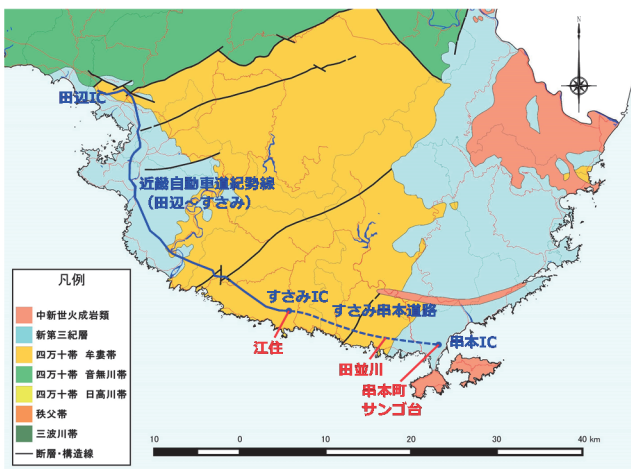 N
田辺IC
近畿自動車道紀勢線
（田辺～すさみ）
すさみIC
すさみ串本道路
江住
串本IC
田並川
串本町
サンゴ台
凡例
中新世火成岩類
新第三紀層
四万十帯 牟婁帯
四万十帯 音無川帯
四万十帯 日高川帯
秩父帯
三波川帯
断層・構造線
10 0 10 20 30 40 km